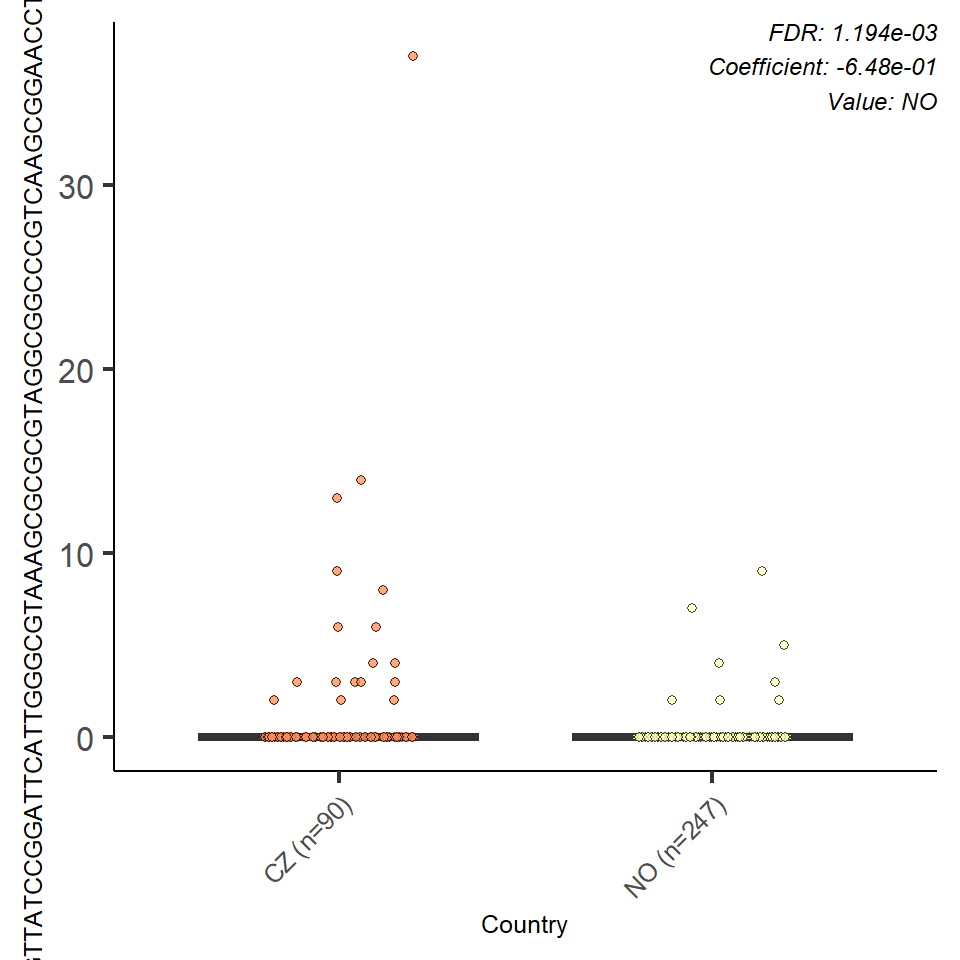 FDR: 1.194e-03
Coefficient: -6.48e-01
Value: NO
GTTATCCGGATTCATTGGGCGTAAAGCGCGCGTAGGCGGCCCGTCAAGCGGAACCT
30
20
10
0
CZ (n=90)
NO (n=247)
Country